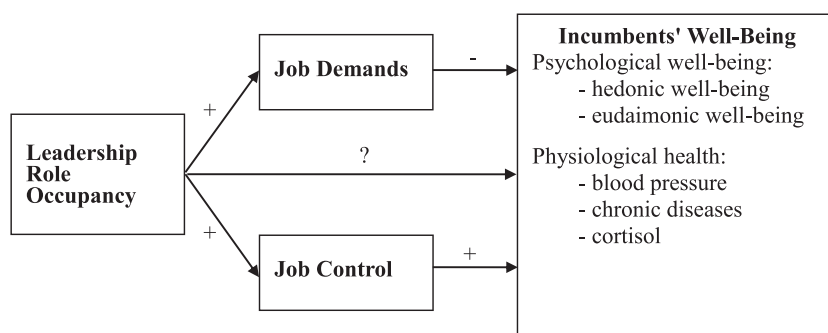 Leadership
Role
Occupancy
+
+
Job Demands
-
?
Job Control
+
Incumbents' Well-Being
Psychological well-being:
- hedonic well-being
- eudaimonic well-being
Physiological health:
- blood pressure
- chronic diseases
- cortisol